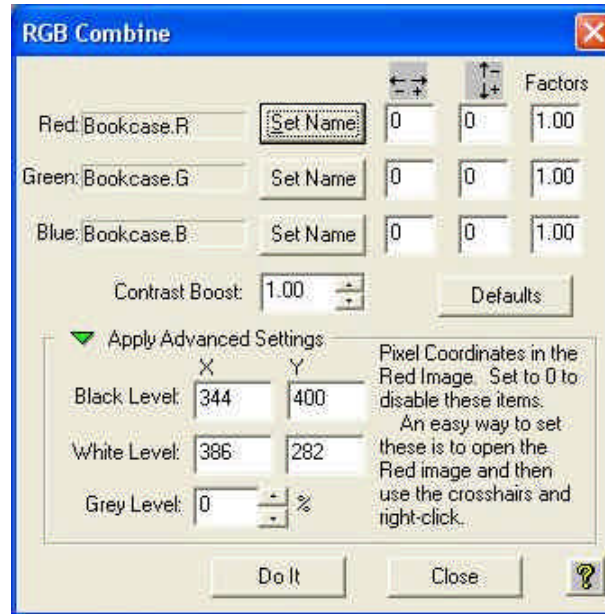 RGB Combine
Factors
Red: Bookcase.R Set Name 0 0 1.00
Green: Bookcase.G Set Name 0 0 1.00
Blue: Bookcase.B Set Name 0 0 1.00
Contrast Boost: 1.00 Defaults
Apply Advanced Settings
X Y
Black Level: 344 400
White Level: 386 282
Grey Level: 0 %
Pixel Coordinates in the
Red Image. Set to 0 to
disable these items.
An easy way to set
these is to open the
Red image and then
use the crosshairs and
right-click.
Do It Close ?